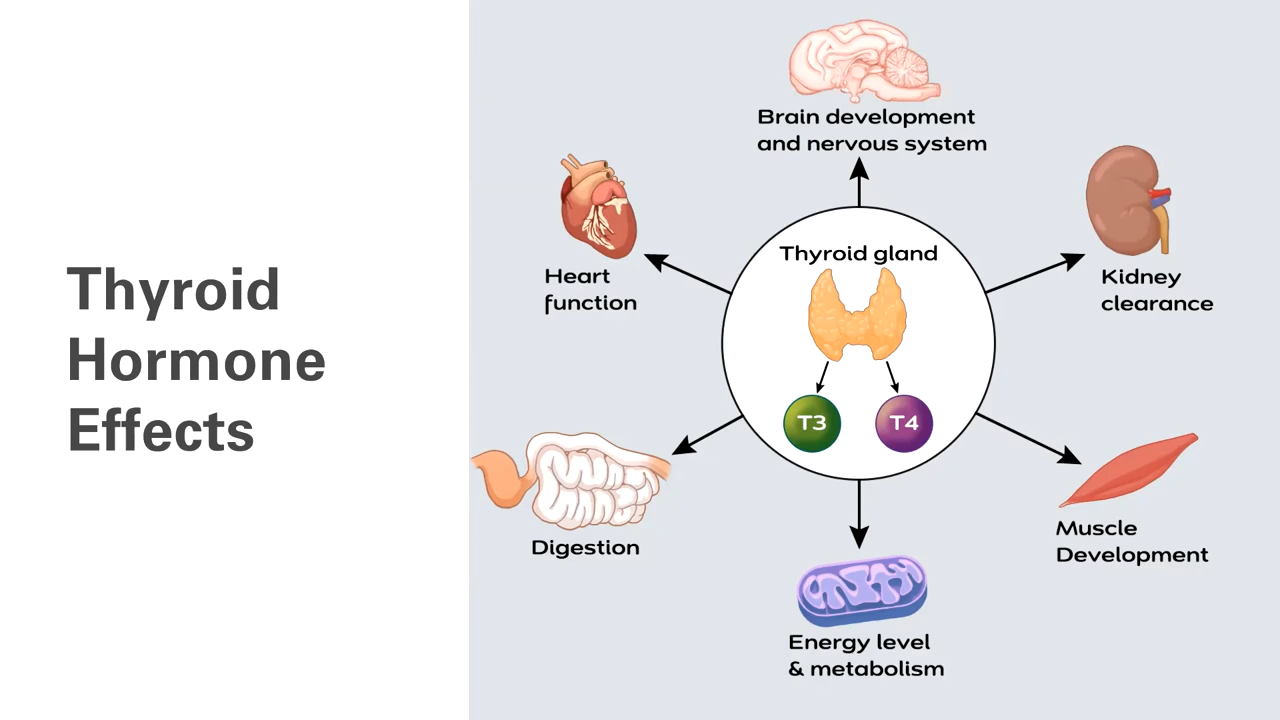 Thyroid
Hormone
Effects
Brain development
and nervous system
Heart
function
Kidney
clearance
Thyroid gland
T3
T4
Digestion
Muscle
Development
Energy level
& metabolism